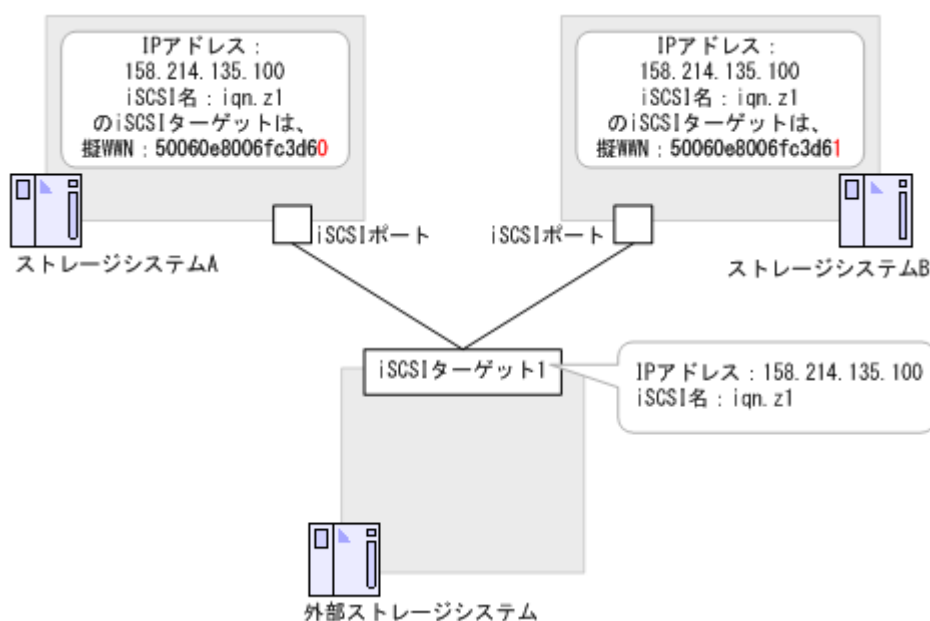 IPアドレス：
158.214.135.100
iSCSI名：iqn.z1
のiSCSIターゲットは、
擬WWN：50060e8006fc3d60
IPアドレス：
158.214.135.100
iSCSI名：iqn.z1
のiSCSIターゲットは、
擬WWN：50060e8006fc3d61
iSCSIポート
iSCSIポート
ストレージシステムA
ストレージシステムB
iSCSIターゲット1
IPアドレス：158.214.135.100
iSCSI名：iqn.z1
外部ストレージシステム